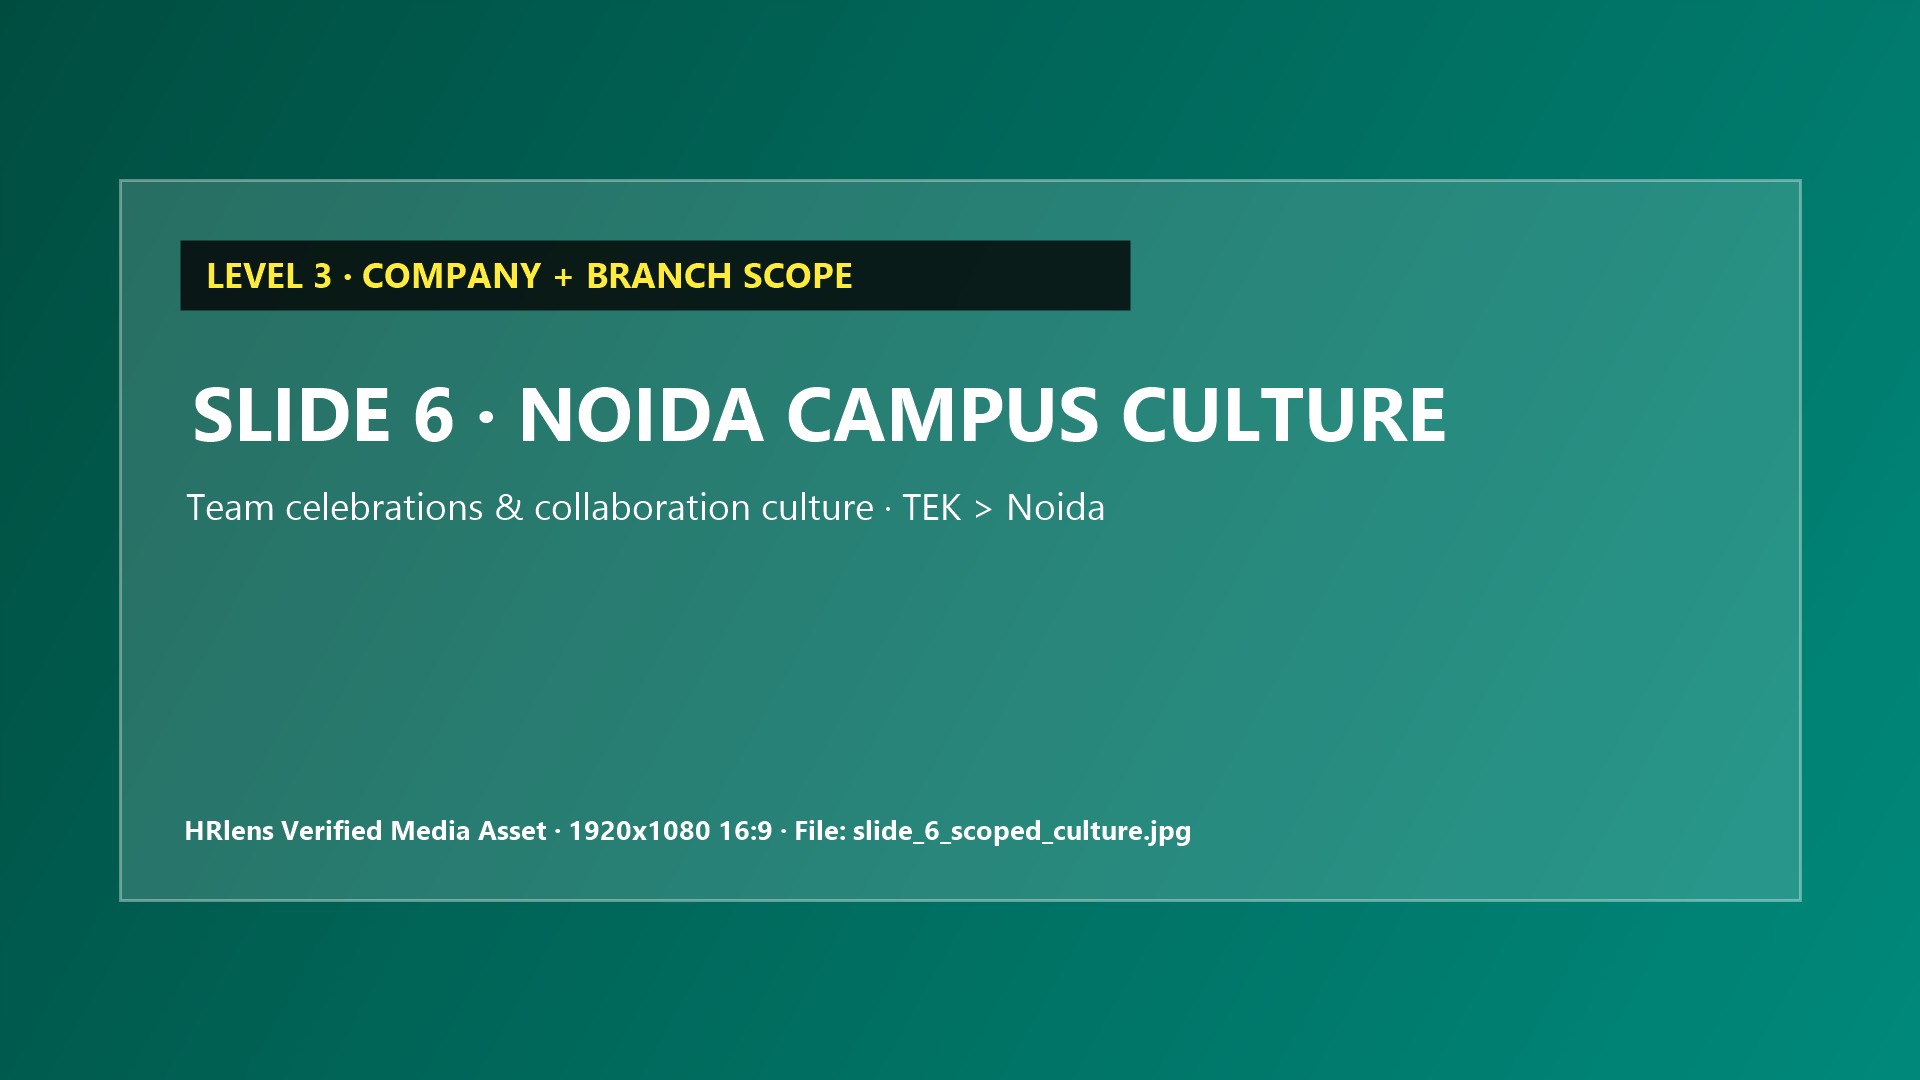 LEVEL 3 · COMPANY + BRANCH SCOPE
SLIDE 6 · NOIDA CAMPUS CULTURE
Team celebrations & collaboration culture · TEK > Noida
HRlens Verified Media Asset · 1920x1080 16:9 · File: slide_6_scoped_culture.jpg